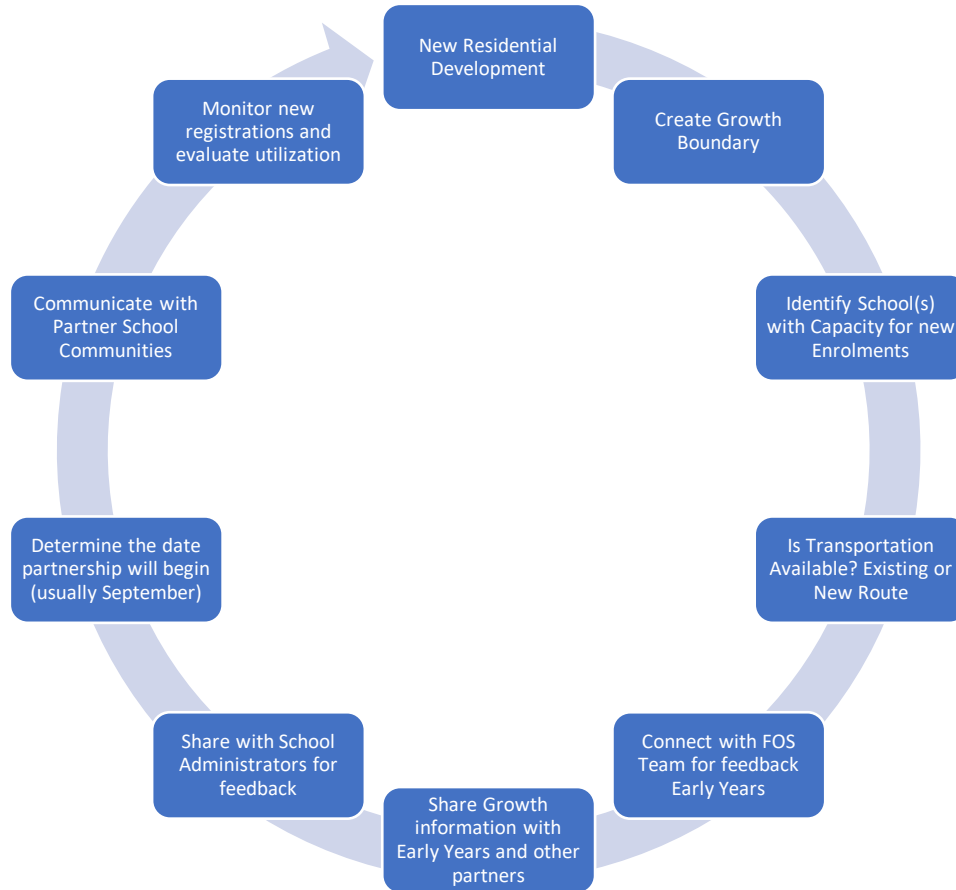 New Residential
Development
Create Growth
Boundary
Identify School(s)
with Capacity for new
Enrolments
Is Transportation
Available? Existing or
New Route
Connect with FOS
Team for feedback
Early Years
Share Growth
information with
Early Years and other
partners
Share with School
Administrators for
feedback
Determine the date
partnership will begin
(usually September)
Communicate with
Partner School
Communities
Monitor new
registrations and
evaluate utilization